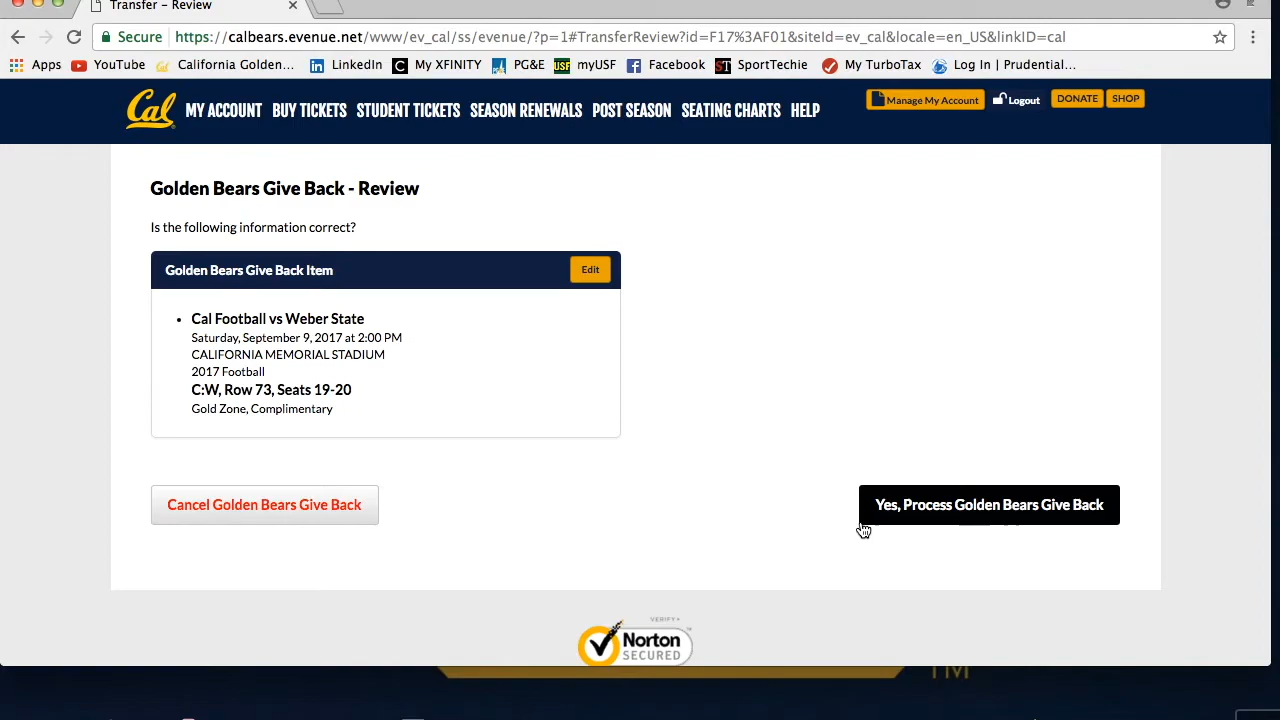 Transfer - Review
Secure https://calbears.evenue.net/www/ev_cal/ss/evenue/?p=1#TransferReview?id=F17%3AF01&siteId=ev_cal&locale=en_US&linkID=cal
Apps YouTube California Golden... LinkedIn My XFINITY PG&E USF myUSF Facebook ST SportTechie My TurboTax Log In | Prudential...
Cal MY ACCOUNT BUY TICKETS STUDENT TICKETS SEASON RENEWALS POST SEASON SEATING CHARTS HELP Manage My Account Logout DONATE SHOP
Golden Bears Give Back - Review
Is the following information correct?
Golden Bears Give Back Item Edit
• Cal Football vs Weber State
Saturday, September 9, 2017 at 2:00 PM
CALIFORNIA MEMORIAL STADIUM
2017 Football
C:W, Row 73, Seats 19-20
Gold Zone, Complimentary
Cancel Golden Bears Give Back Yes, Process Golden Bears Give Back
VERIFY▸
Norton
SECURED
TM